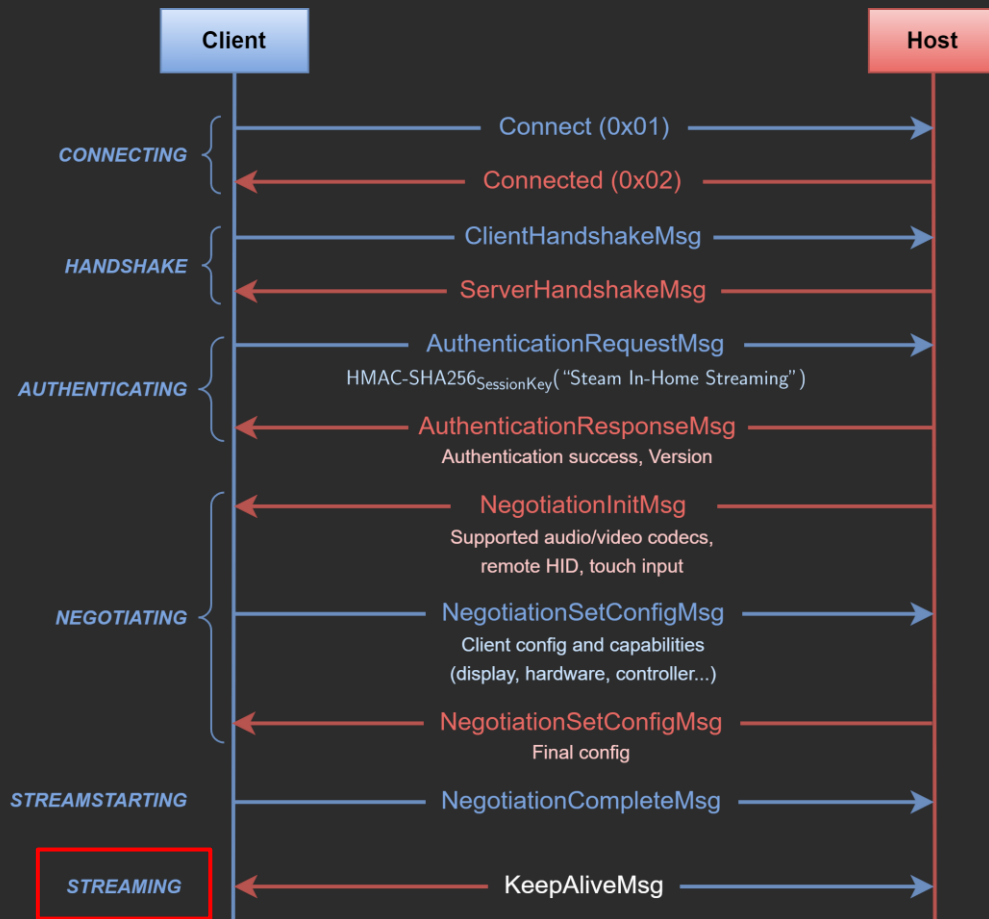 Client
Host
Connect (0x01)
CONNECTING
Connected (0x02)
ClientHandshakeMsg
HANDSHAKE
ServerHandshakeMsg
AuthenticationRequestMsg
HMAC-SHA256SessionKey(“Steam In-Home Streaming”)
AUTHENTICATING
AuthenticationResponseMsg
Authentication success, Version
NegotiationInitMsg
Supported audio/video codecs,
remote HID, touch input
NEGOTIATING
NegotiationSetConfigMsg
Client config and capabilities
(display, hardware, controller...)
NegotiationSetConfigMsg
Final config
STREAMSTARTING
NegotiationCompleteMsg
STREAMING
KeepAliveMsg